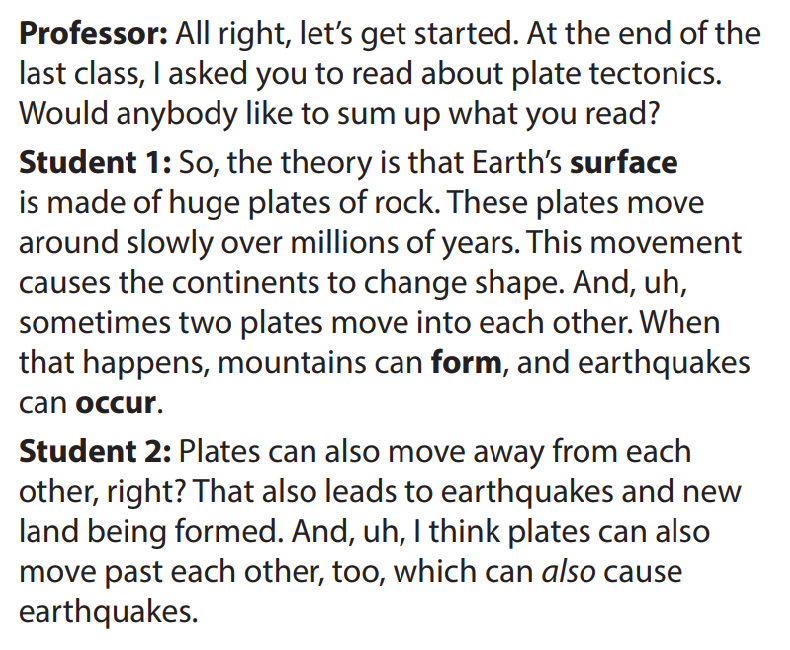 Professor: All right, let’s get started. At the end of the
last class, I asked you to read about plate tectonics.
Would anybody like to sum up what you read?
Student 1: So, the theory is that Earth’s surface
is made of huge plates of rock. These plates move
around slowly over millions of years. This movement
causes the continents to change shape. And, uh,
sometimes two plates move into each other. When
that happens, mountains can form, and earthquakes
can occur.
Student 2: Plates can also move away from each
other, right? That also leads to earthquakes and new
land being formed. And, uh, I think plates can also
move past each other, too, which can also cause
earthquakes.